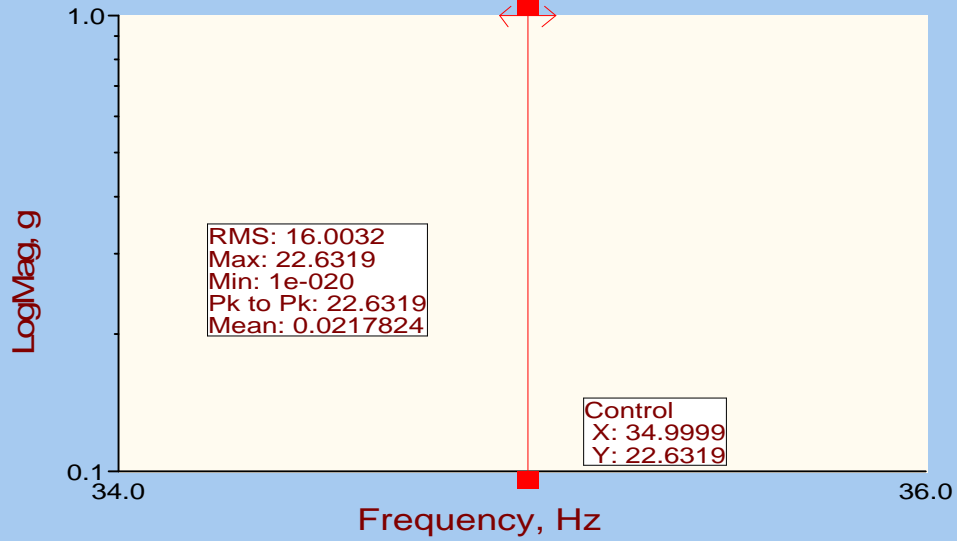 1.0
LogMag, g
RMS: 16.0032
Max: 22.6319
Min: 1e-020
Pk to Pk: 22.6319
Mean: 0.0217824
Control
X: 34.9999
Y: 22.6319
0.1
34.0
36.0
Frequency, Hz